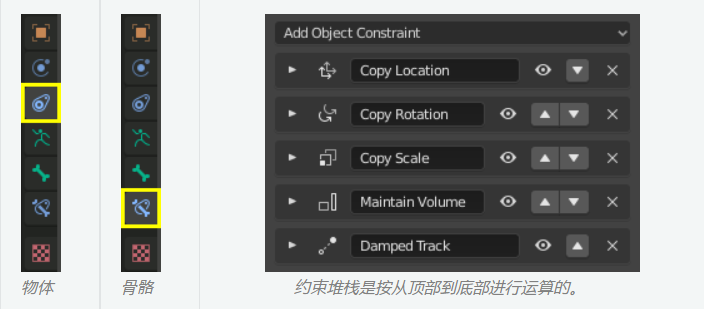 Add Object Constraint
Copy Location
Copy Rotation
Copy Scale
Maintain Volume
Damped Track
物体
骨骼
约束堆栈是按从顶部到底部进行运算的。